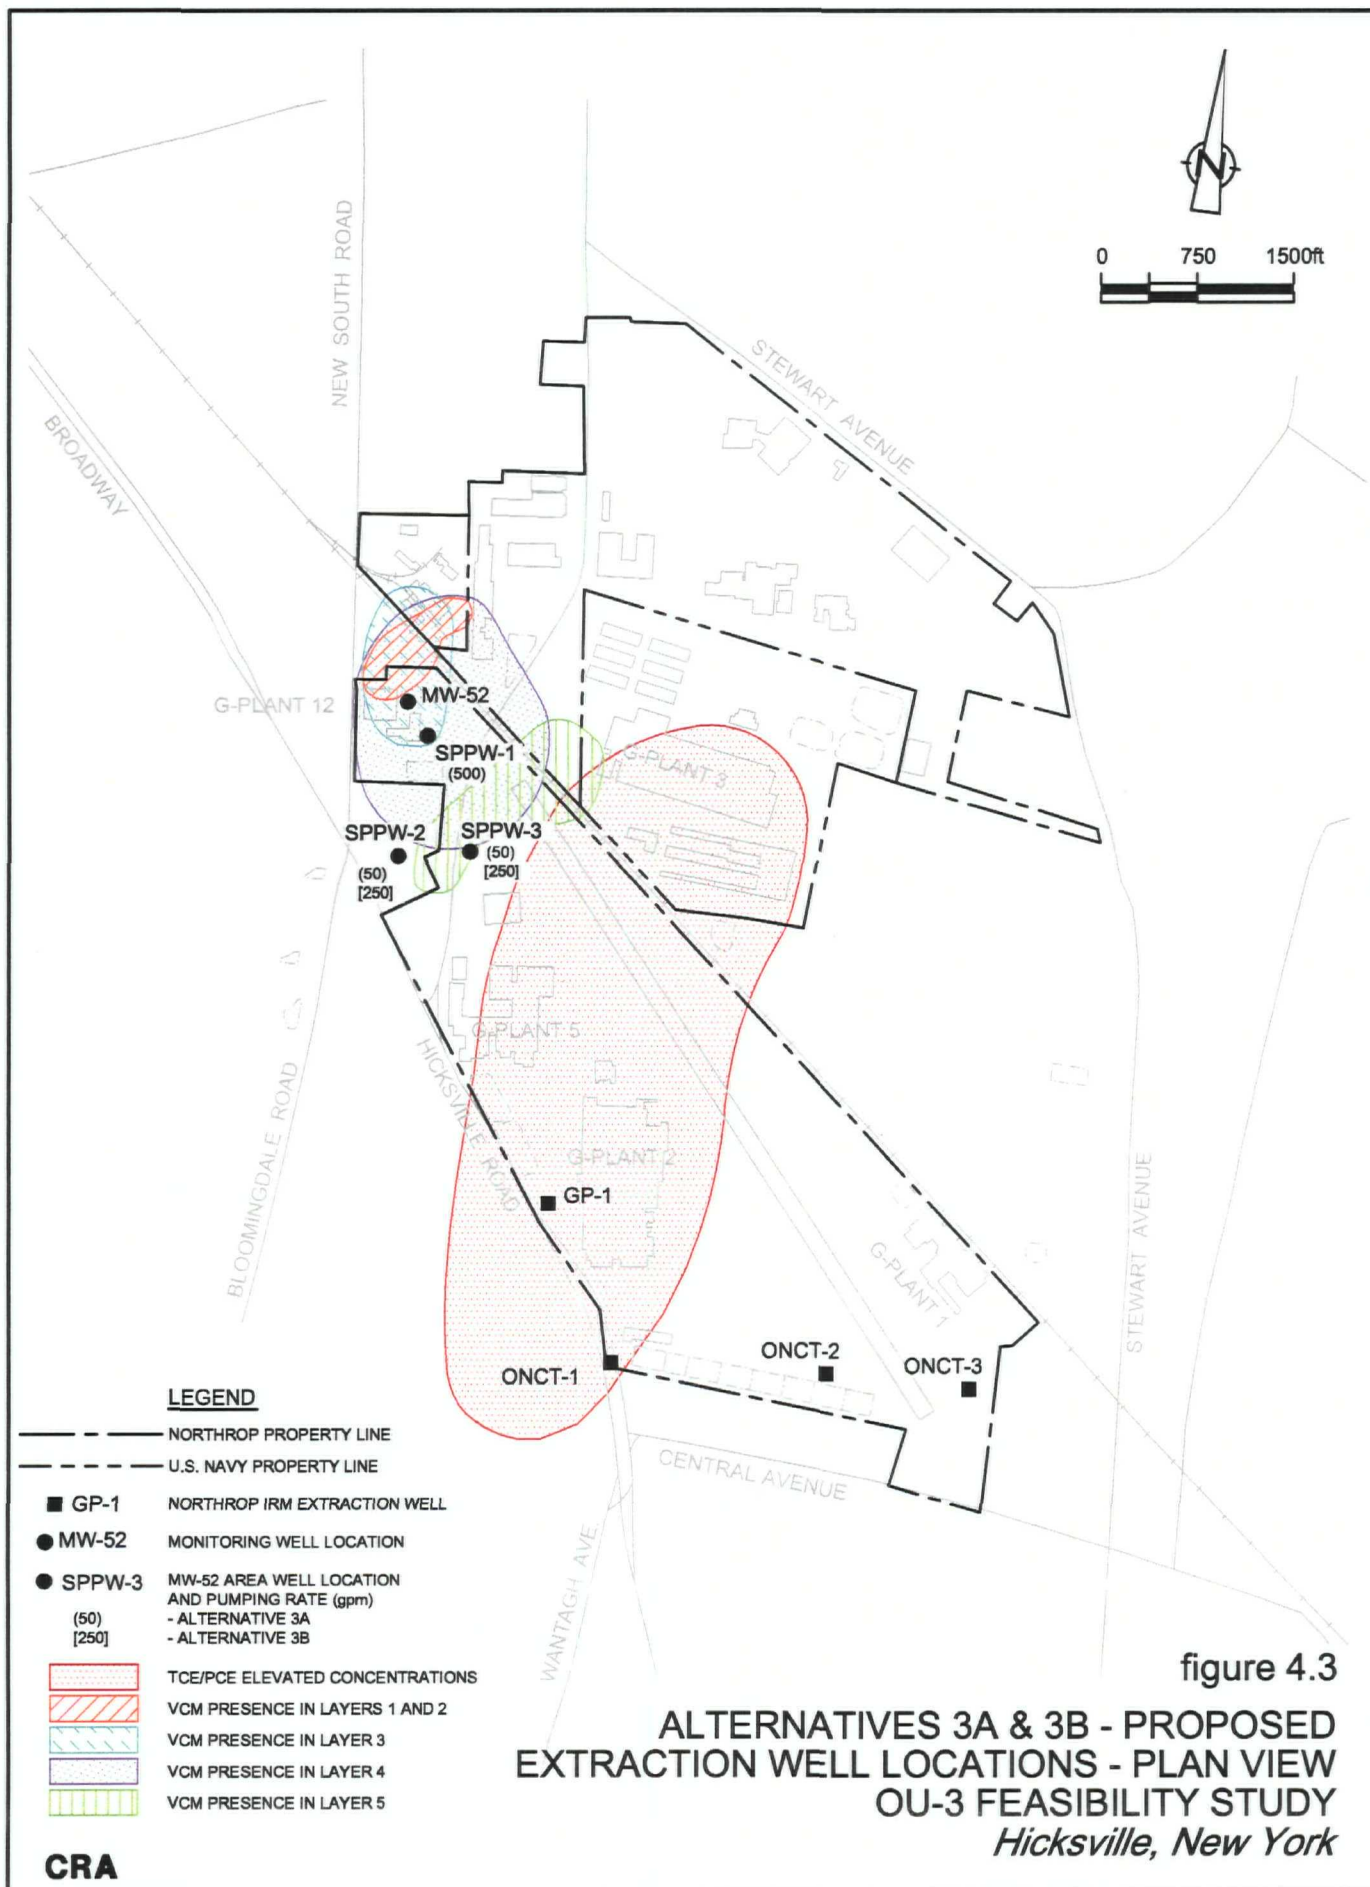 N
0 750 1500ft
NEW SOUTH ROAD
STEWART AVENUE
BROADWAY
G-PLANT 12
MW-52
SPPW-1
(500)
G-PLANT 3
SPPW-2
(50)
[250]
SPPW-3
(50)
[250]
G-PLANT 5
HICKSVILLE ROAD
BLOOMINGDALE ROAD
G-PLANT 2
GP-1
G-PLANT 1
STEWART AVENUE
ONCT-1
ONCT-2
ONCT-3
CENTRAL AVENUE
WANTAGH AVE.
LEGEND
NORTHROP PROPERTY LINE
U.S. NAVY PROPERTY LINE
GP-1 NORTHROP IRM EXTRACTION WELL
MW-52 MONITORING WELL LOCATION
SPPW-3 MW-52 AREA WELL LOCATION
AND PUMPING RATE (gpm)
(50) - ALTERNATIVE 3A
[250] - ALTERNATIVE 3B
TCE/PCE ELEVATED CONCENTRATIONS
VCM PRESENCE IN LAYERS 1 AND 2
VCM PRESENCE IN LAYER 3
VCM PRESENCE IN LAYER 4
VCM PRESENCE IN LAYER 5
figure 4.3
ALTERNATIVES 3A & 3B - PROPOSED
EXTRACTION WELL LOCATIONS - PLAN VIEW
OU-3 FEASIBILITY STUDY
Hicksville, New York
CRA